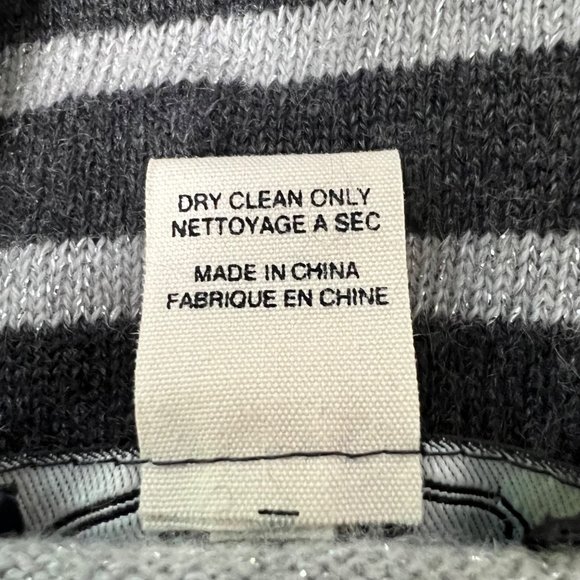 DRY CLEAN ONLY
NETTOYAGE A SEC
MADE IN CHINA
FABRIQUE EN CHINE